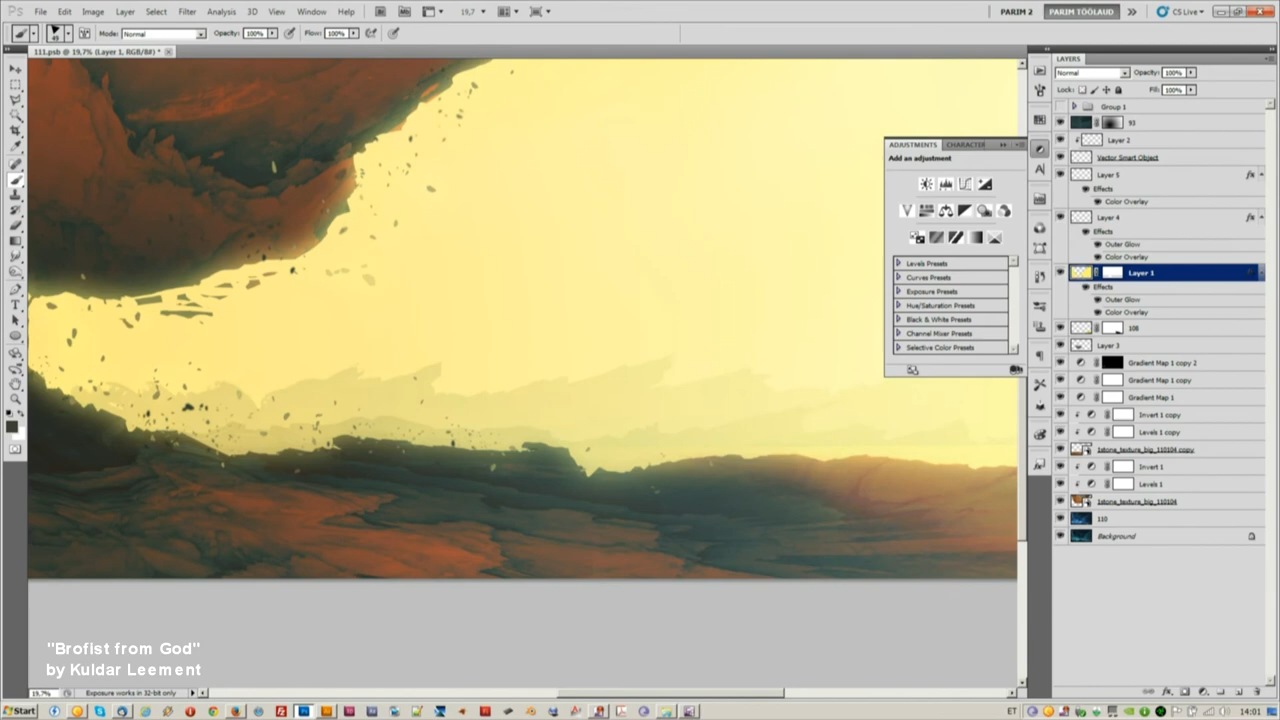 Ps File Edit Image Layer Select Filter Analysis 3D View Window Help 19,7 PARIM 2 PARIM TÖÖLAUD CS Live
49 Mode: Normal Opacity: 100% Flow: 100%
111.psb @ 19,7% (Layer 1, RGB/8#) *
LAYERS
Normal Opacity: 100%
Lock: Fill: 100%
Group 1
93
Layer 2
Vector Smart Object
Layer 5 fx
Effects
Color Overlay
Layer 4 fx
Effects
Outer Glow
Color Overlay
Layer 1
Effects
Outer Glow
Color Overlay
108
Layer 3
Gradient Map 1 copy 2
Gradient Map 1 copy
Gradient Map 1
Invert 1 copy
Levels 1 copy
1stone_texture_big_110104 copy
Invert 1
Levels 1
1stone_texture_big_110104
110
Background
ADJUSTMENTS CHARACTER
Add an adjustment
Levels Presets
Curves Presets
Exposure Presets
Hue/Saturation Presets
Black & White Presets
Channel Mixer Presets
Selective Color Presets
"Brofist from God"
by Kuldar Leement
19,7% Exposure works in 32-bit only
Start ET 14:01